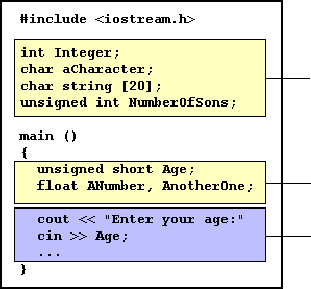 #include <iostream.h>
int Integer;
char aCharacter;
char string [20];
unsigned int NumberOfSons;
main ()
{
unsigned short Age;
float ANumber, AnotherOne;
cout << "Enter your age:"
cin >> Age;
...
}